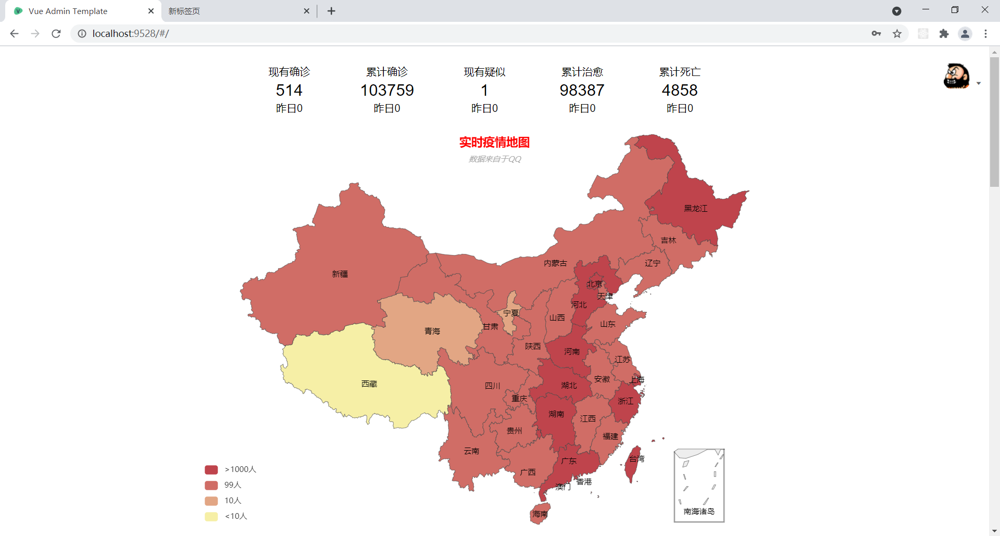 Vue Admin Template
新标签页
localhost:9528/#/
现有确诊 累计确诊 现有疑似 累计治愈 累计死亡
514 103759 1 98387 4858
昨日0 昨日0 昨日0 昨日0 昨日0
实时疫情地图
数据来自于QQ
黑龙江
吉林
内蒙古 辽宁
新疆
北京
天津
河北
宁夏
山西
山东
甘肃
青海
陕西
河南
江苏
安徽
上海
西藏
四川
湖北
重庆
浙江
湖南
江西
贵州
福建
云南
台湾
广东
>1000人
广西
香港
99人
澳门
10人
南海诸岛
海南
<10人